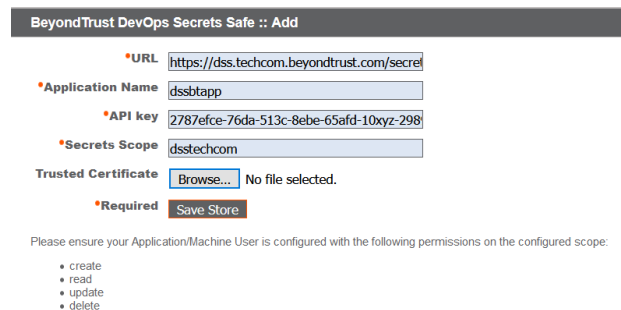 BeyondTrust DevOps Secrets Safe :: Add
*URL https://dss.techcom.beyondtrust.com/secret
*Application Name dssbtapp
*API key 2787efce-76da-513c-8ebe-65afd-10xyz-298
*Secrets Scope dsstechcom
Trusted Certificate Browse... No file selected.
*Required Save Store
Please ensure your Application/Machine User is configured with the following permissions on the configured scope:
• create
• read
• update
• delete